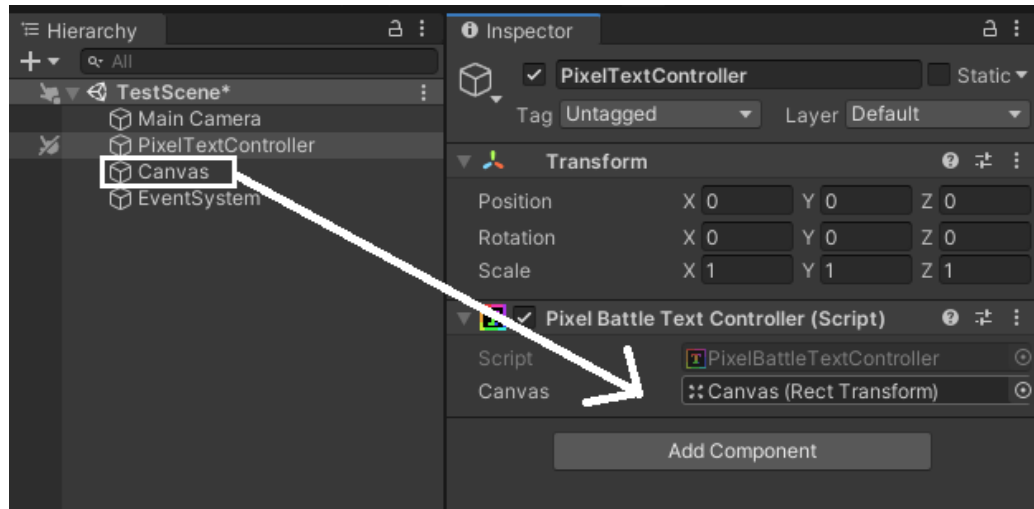 Hierarchy
All
TestScene*
Main Camera
PixelTextController
Canvas
EventSystem
Inspector
PixelTextController Static
Tag Untagged Layer Default
Transform
Position X 0 Y 0 Z 0
Rotation X 0 Y 0 Z 0
Scale X 1 Y 1 Z 1
T Pixel Battle Text Controller (Script)
Script T PixelBattleTextController
Canvas Canvas (Rect Transform)
Add Component